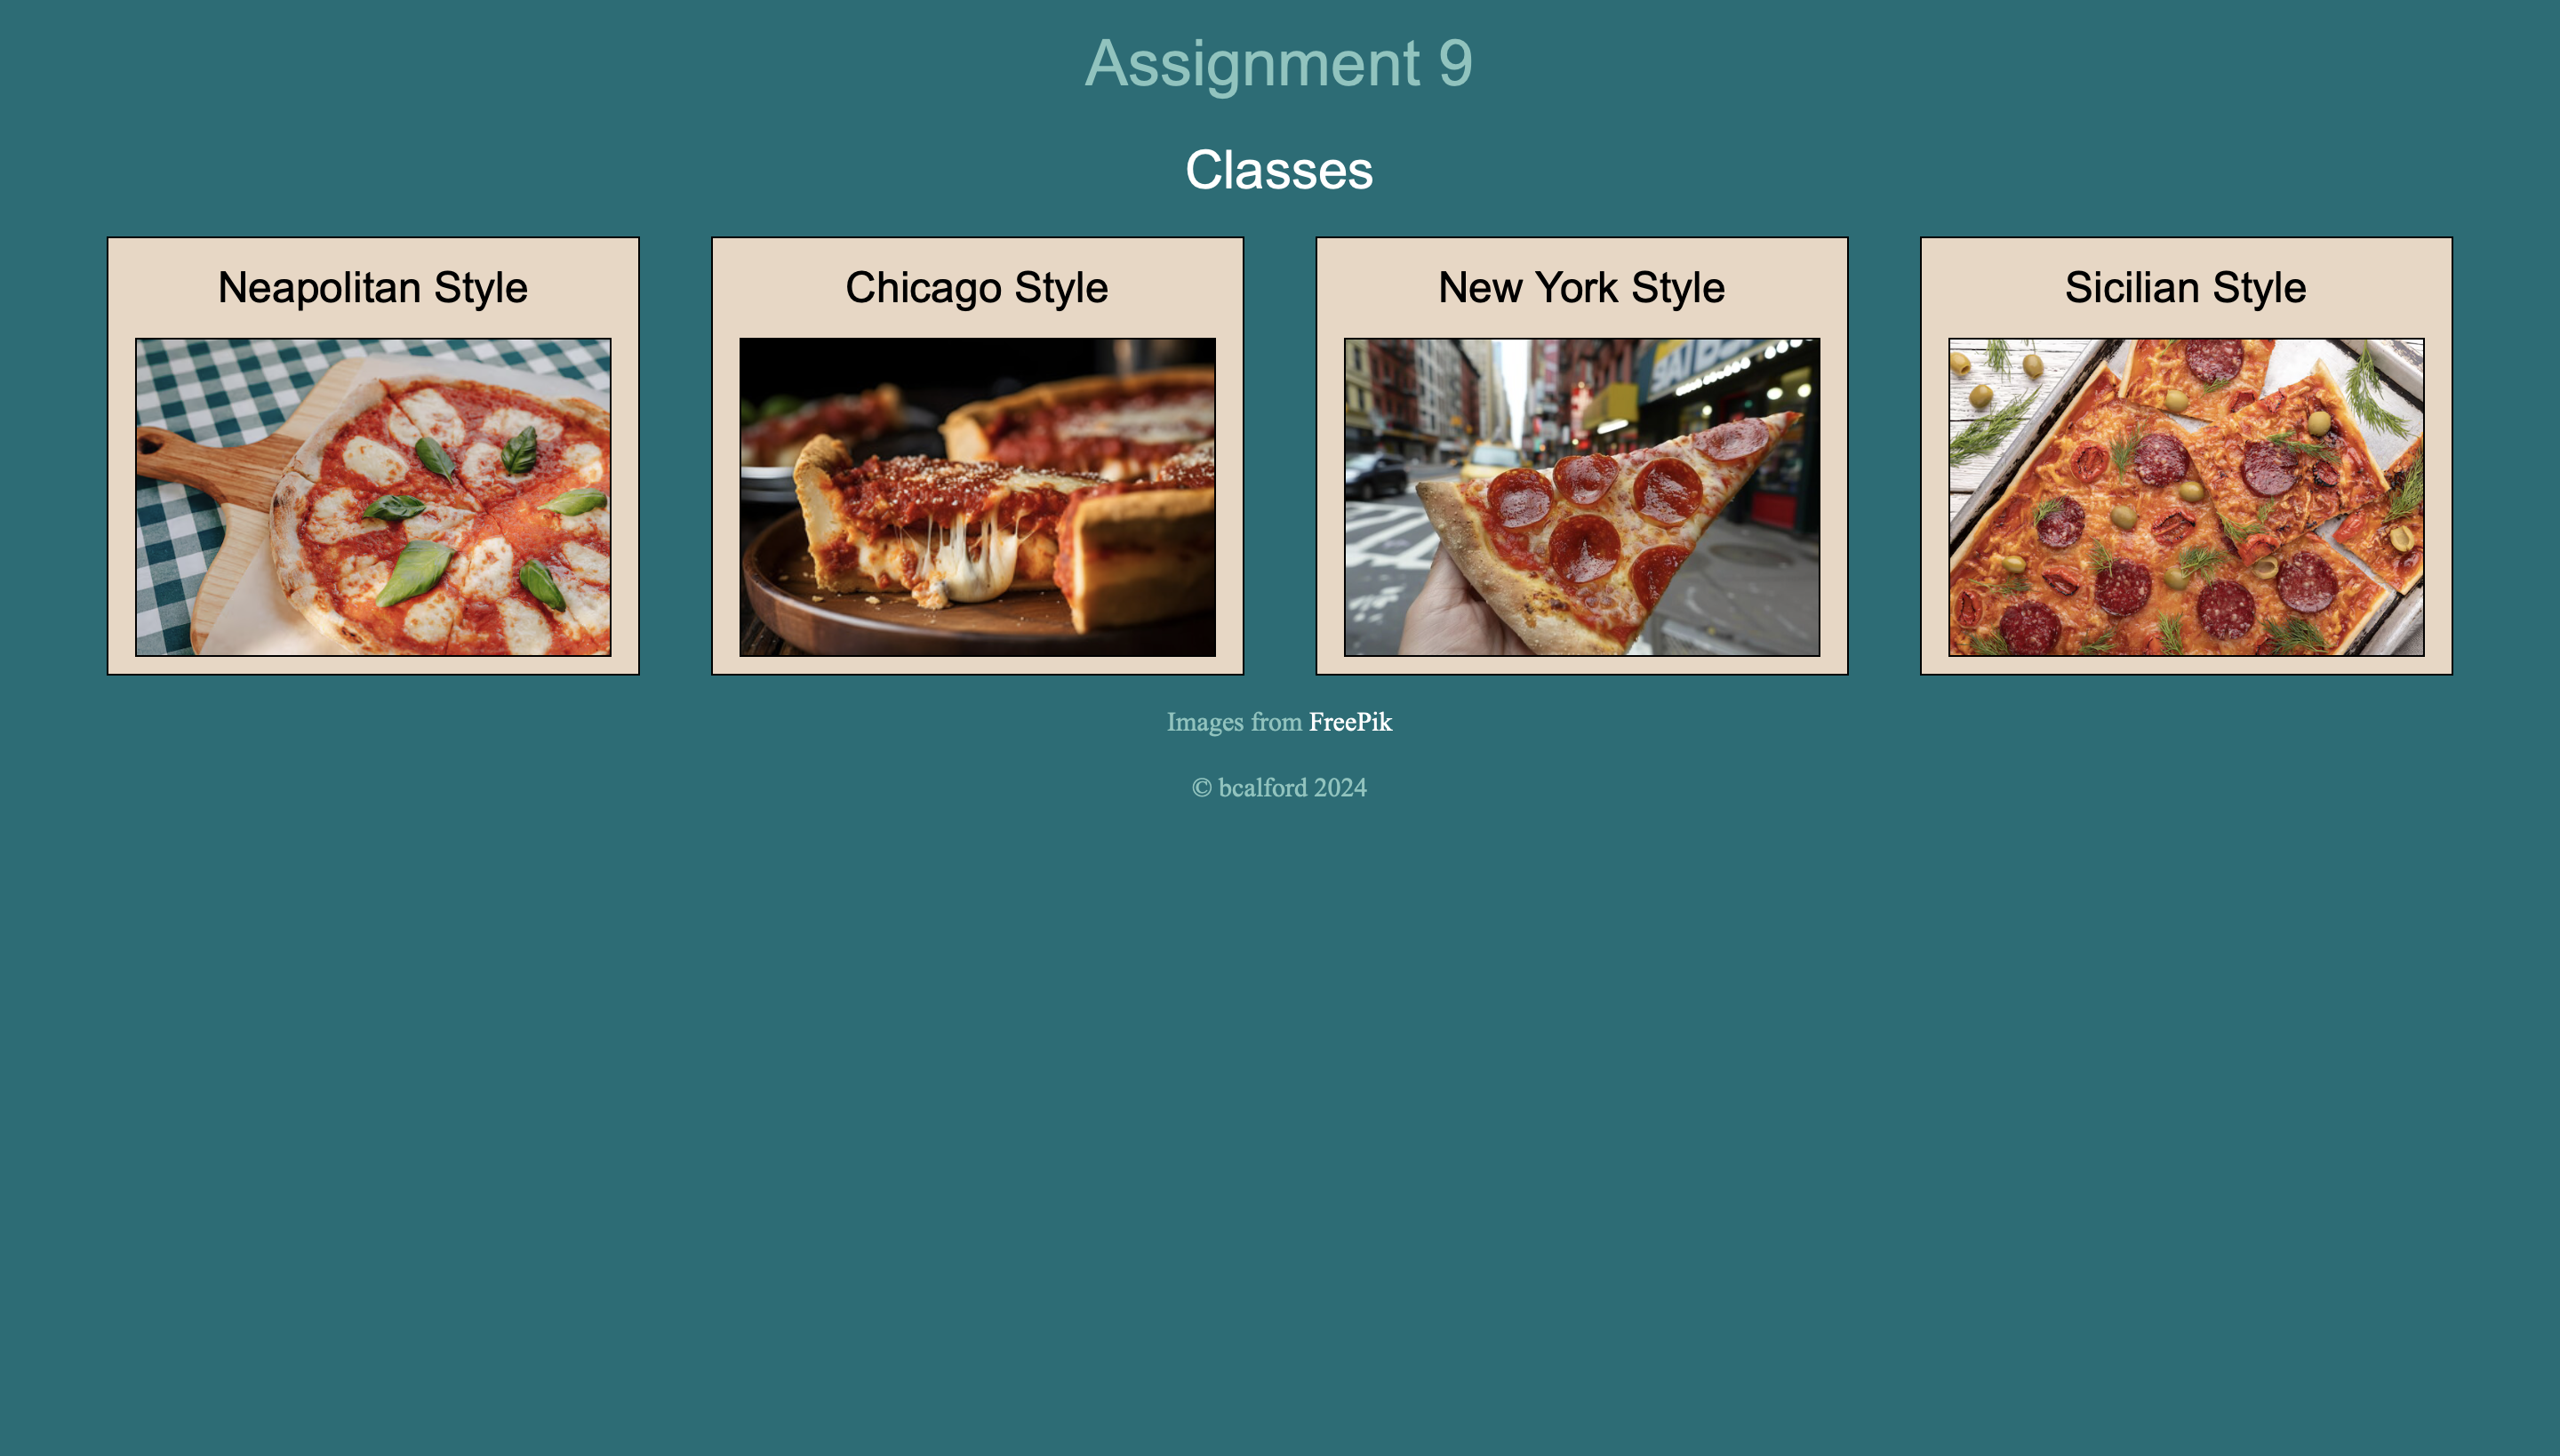 Assignment 9
Classes
Neapolitan Style
Chicago Style
New York Style
Sicilian Style
Images from FreePik
© bcalford 2024